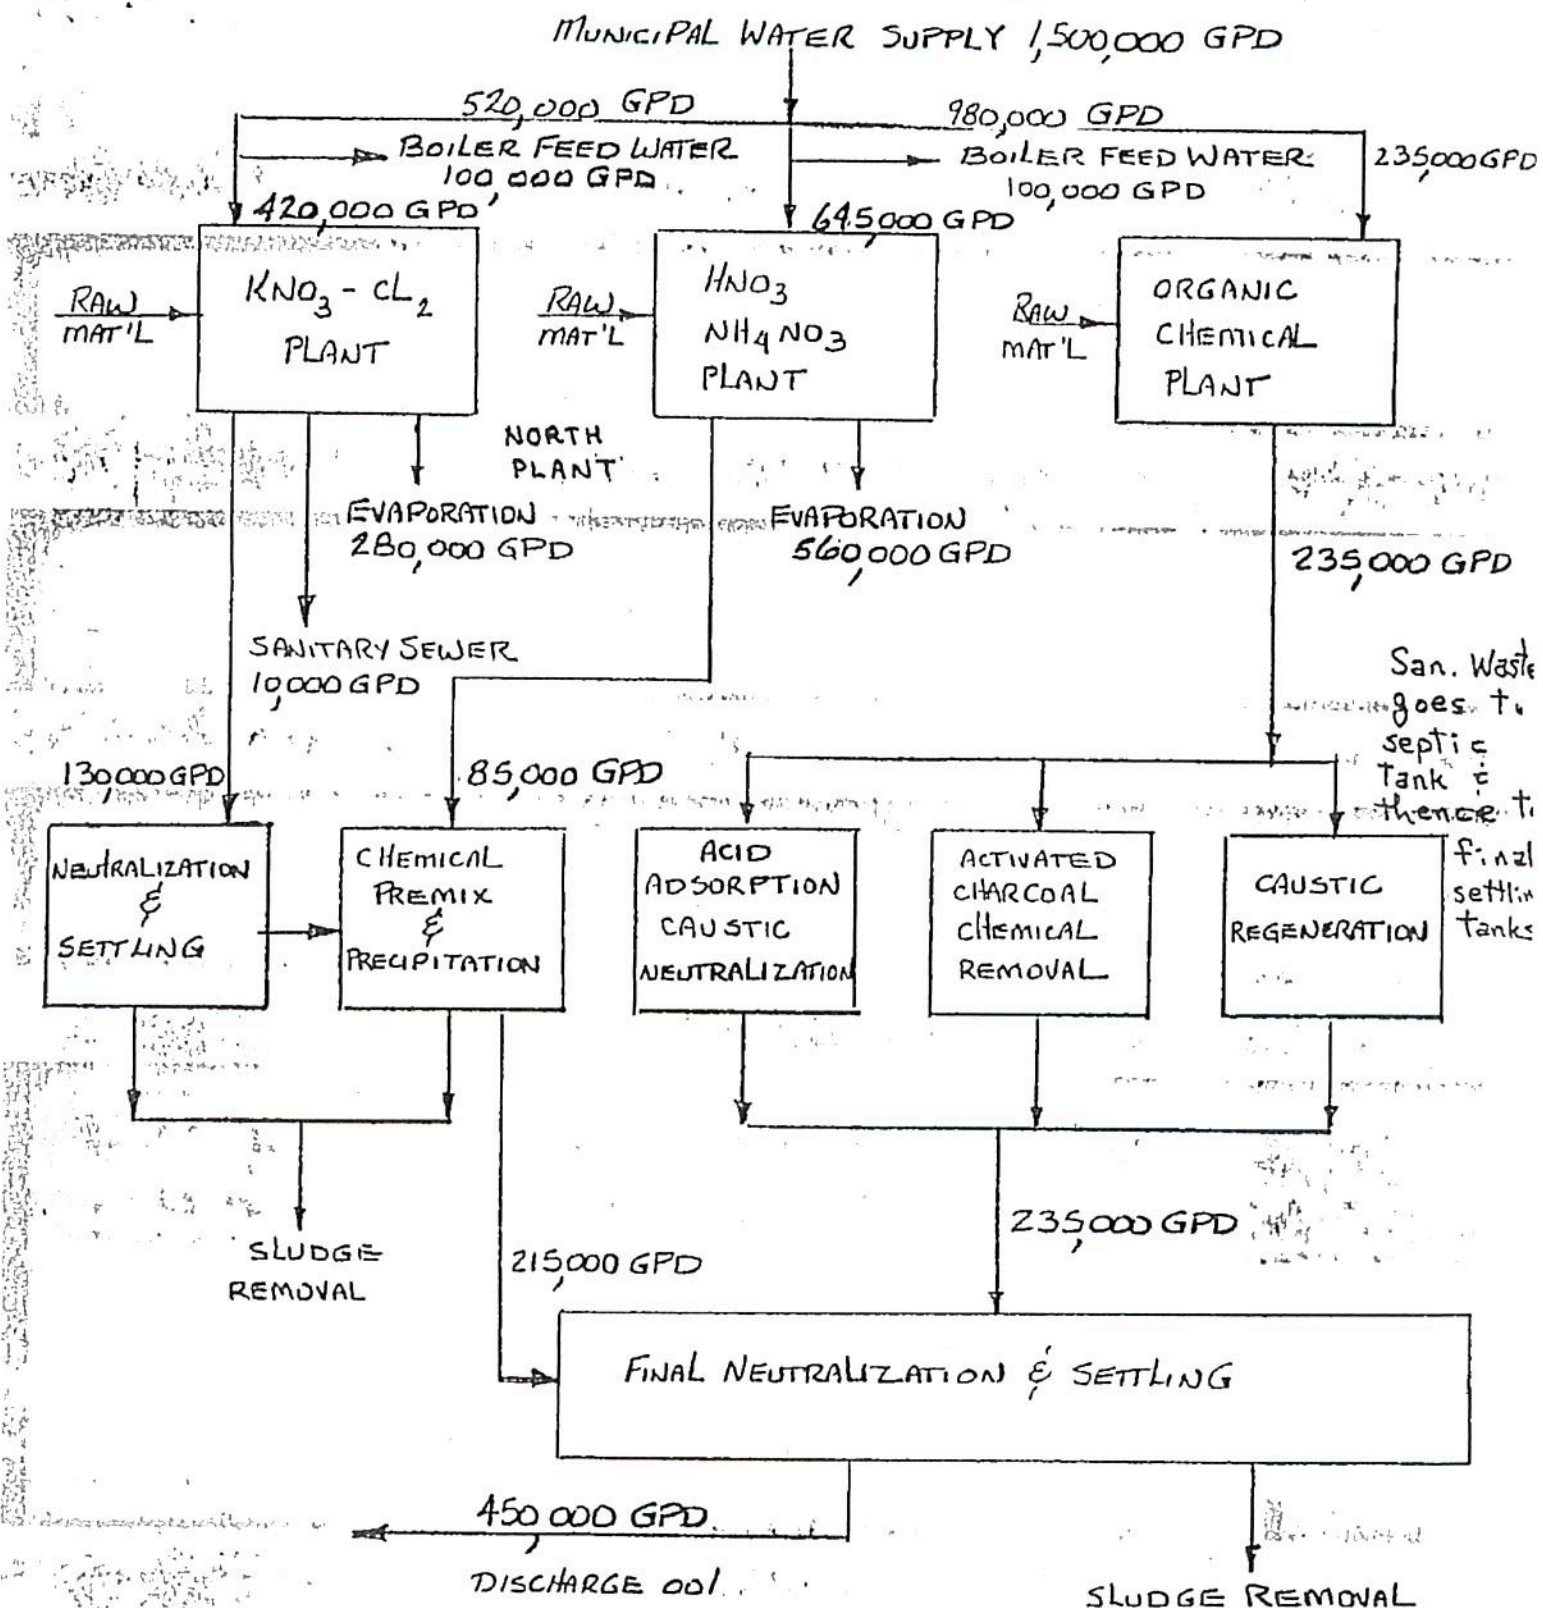 MUNICIPAL WATER SUPPLY 1,500,000 GPD
520,000 GPD
980,000 GPD
BOILER FEED WATER
100,000 GPD
BOILER FEED WATER
100,000 GPD
235,000 GPD
420,000 GPD
645,000 GPD
RAW
MAT'L
KNO3 - CL2
PLANT
RAW
MAT'L
HNO3
NH4NO3
PLANT
RAW
MAT'L
ORGANIC
CHEMICAL
PLANT
NORTH
PLANT
EVAPORATION
280,000 GPD
EVAPORATION
560,000 GPD
235,000 GPD
SANITARY SEWER
10,000 GPD
San. Waste
goes
septic
tank &
thence
final
tanks
130,000 GPD
85,000 GPD
NEUTRALIZATION
&
SETTLING
CHEMICAL
PREMIX
&
PRECIPITATION
ACID
ADSORPTION
CAUSTIC
NEUTRALIZATION
ACTIVATED
CHARCOAL
CHEMICAL
REMOVAL
CAUSTIC
REGENERATION
SLUDGE
REMOVAL
215,000 GPD
235,000 GPD
FINAL NEUTRALIZATION & SETTLING
450,000 GPD
DISCHARGE 001
SLUDGE REMOVAL